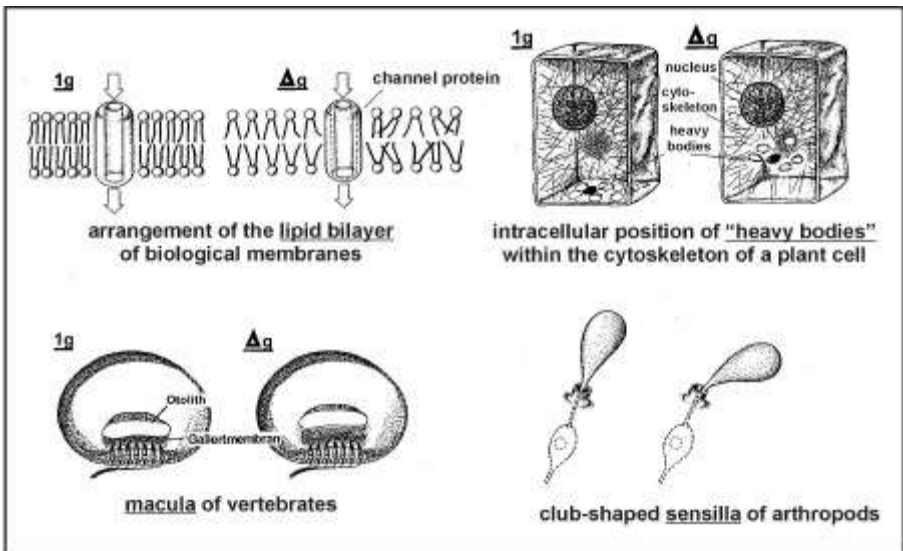 1g
Δg
channel protein
arrangement of the lipid bilayer
of biological membranes
1g
Δg
nucleus
cyto-
skeleton
heavy
bodies
intracellular position of “heavy bodies”
within the cytoskeleton of a plant cell
1g
Δg
Otolith
Gallertmembran
macula of vertebrates
club-shaped sensilla of arthropods